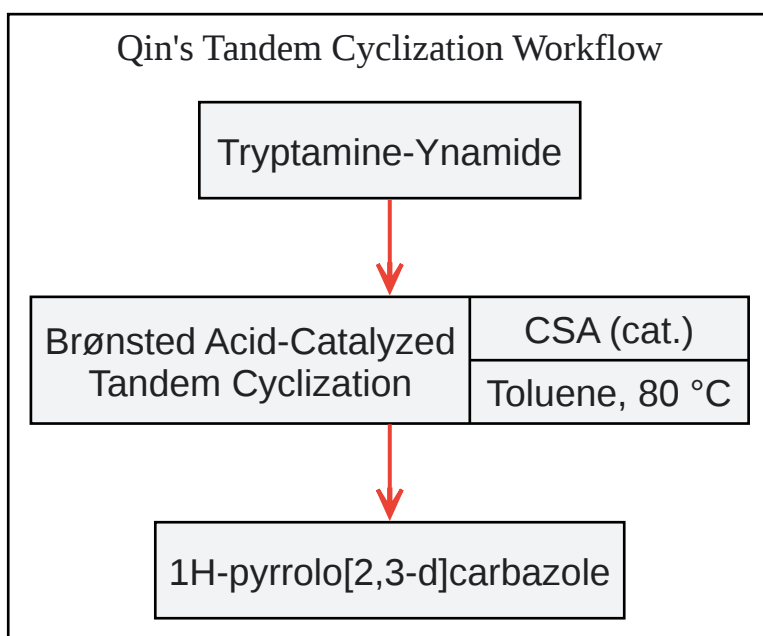 Qin's Tandem Cyclization Workflow
Tryptamine-Ynamide
Brønsted Acid-Catalyzed
Tandem Cyclization
CSA (cat.)
Toluene, 80 °C
1H-pyrrolo[2,3-d]carbazole